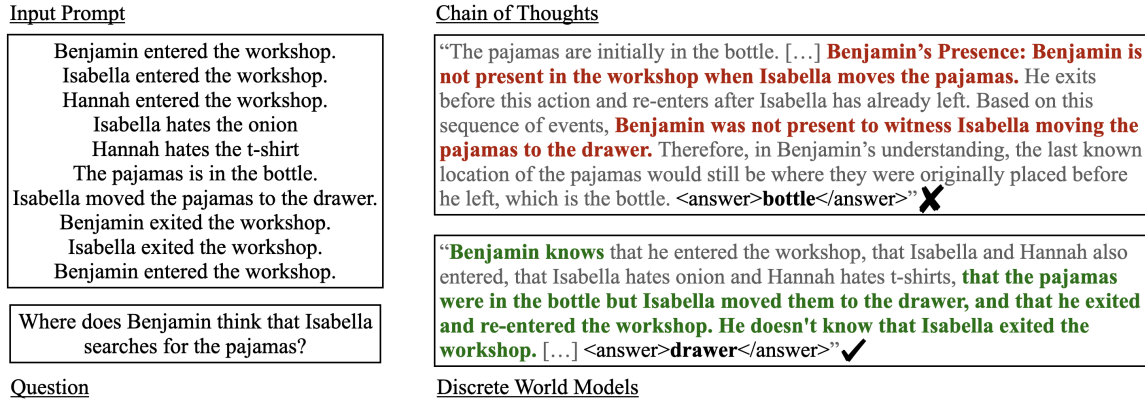 Input Prompt
Benjamin entered the workshop.
Isabella entered the workshop.
Hannah entered the workshop.
Isabella hates the onion
Hannah hates the t-shirt
The pajamas is in the bottle.
Isabella moved the pajamas to the drawer.
Benjamin exited the workshop.
Isabella exited the workshop.
Benjamin entered the workshop.
Where does Benjamin think that Isabella
searches for the pajamas?
Question
Chain of Thoughts
“The pajamas are initially in the bottle. […] Benjamin’s Presence: Benjamin is
not present in the workshop when Isabella moves the pajamas. He exits
before this action and re-enters after Isabella has already left. Based on this
sequence of events, Benjamin was not present to witness Isabella moving the
pajamas to the drawer. Therefore, in Benjamin’s understanding, the last known
location of the pajamas would still be where they were originally placed before
he left, which is the bottle. <answer>bottle</answer>” ✘
“Benjamin knows that he entered the workshop, that Isabella and Hannah also
entered, that Isabella hates onion and Hannah hates t-shirts, that the pajamas
were in the bottle but Isabella moved them to the drawer, and that he exited
and re-entered the workshop. He doesn't know that Isabella exited the
workshop. […] <answer>drawer</answer>” ✓
Discrete World Models